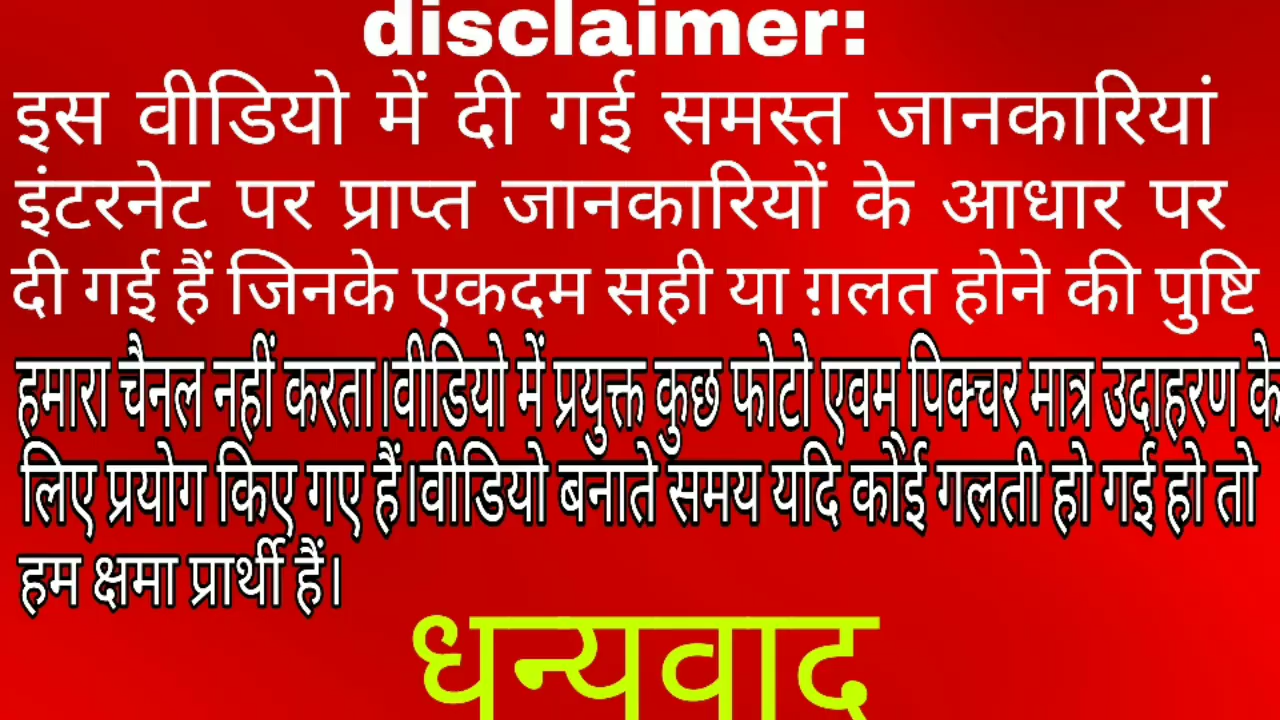 disclaimer:
इस वीडियो में दी गई समस्त जानकारियां
इंटरनेट पर प्राप्त जानकारियों के आधार पर
दी गई हैं जिनके एकदम सही या ग़लत होने की पुष्टि
हमारा चैनल नहीं करता।वीडियो में प्रयुक्त कुछ फोटो एवम् पिक्चर मात्र उदाहरण के
लिए प्रयोग किए गए हैं।वीडियो बनाते समय यदि कोई गलती हो गई हो तो
हम क्षमा प्रार्थी हैं।
धन्यवाद